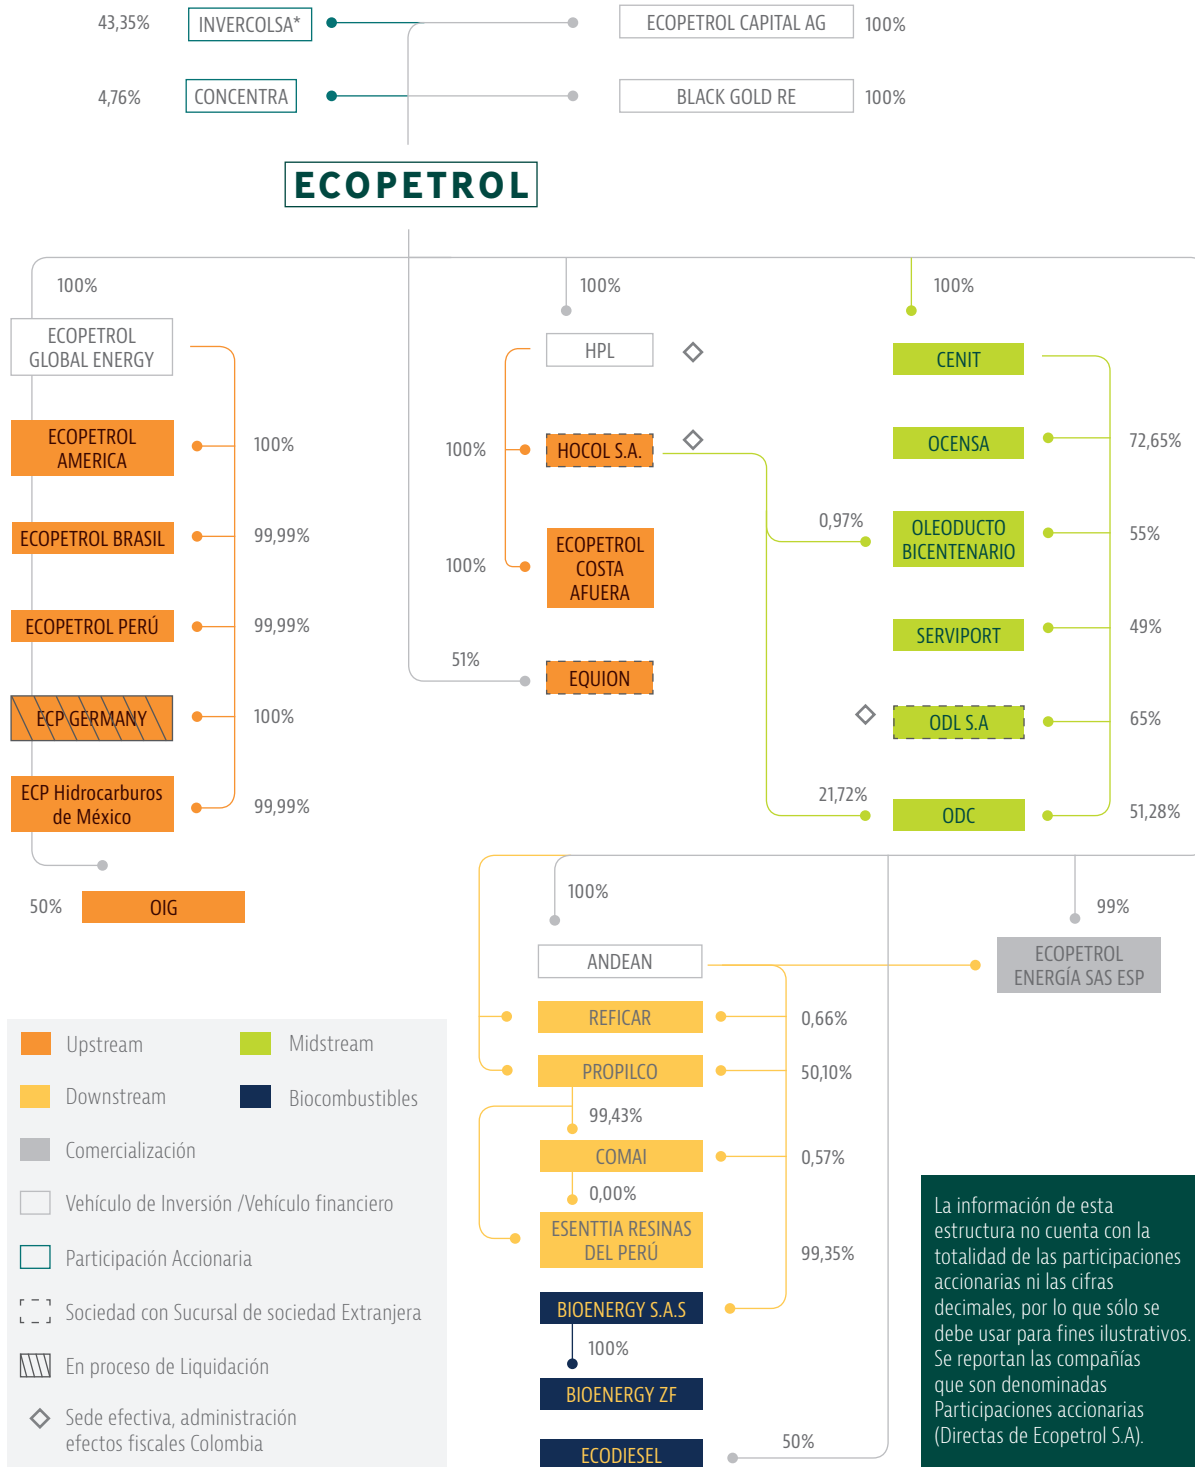 43,35%
INVERCOLSA*
ECOPETROL CAPITAL AG
100%
4,76%
CONCENTRA
BLACK GOLD RE
100%
ECOPETROL
100%
100%
100%
ECOPETROL
GLOBAL ENERGY
HPL
CENIT
ECOPETROL
AMERICA
100%
100%
HOCOL S.A.
OCENSA
72,65%
ECOPETROL BRASIL
99,99%
100%
ECOPETROL
COSTA
AFUERA
0,97%
OLEODUCTO
BICENTENARIO
55%
ECOPETROL PERÚ
99,99%
SERVIPORT
49%
51%
EQUION
ECP GERMANY
100%
ODL S.A
65%
ECP Hidrocarburos
de México
99,99%
21,72%
ODC
51,28%
50%
OIG
100%
99%
ANDEAN
ECOPETROL
ENERGÍA SAS ESP
REFICAR
0,66%
PROPILCO
50,10%
99,43%
COMAI
0,57%
0,00%
ESENTTIA RESINAS
DEL PERÚ
99,35%
BIOENERGY S.A.S
100%
BIOENERGY ZF
50%
ECODIESEL
Upstream
Midstream
Downstream
Biocombustibles
Comercialización
Vehículo de Inversión /Vehículo financiero
Participación Accionaria
Sociedad con Sucursal de sociedad Extranjera
En proceso de Liquidación
Sede efectiva, administración
efectos fiscales Colombia
La información de esta
estructura no cuenta con la
totalidad de las participaciones
accionarias ni las cifras
decimales, por lo que sólo se
debe usar para fines ilustrativos.
Se reportan las compañías
que son denominadas
Participaciones accionarias
(Directas de Ecopetrol S.A).